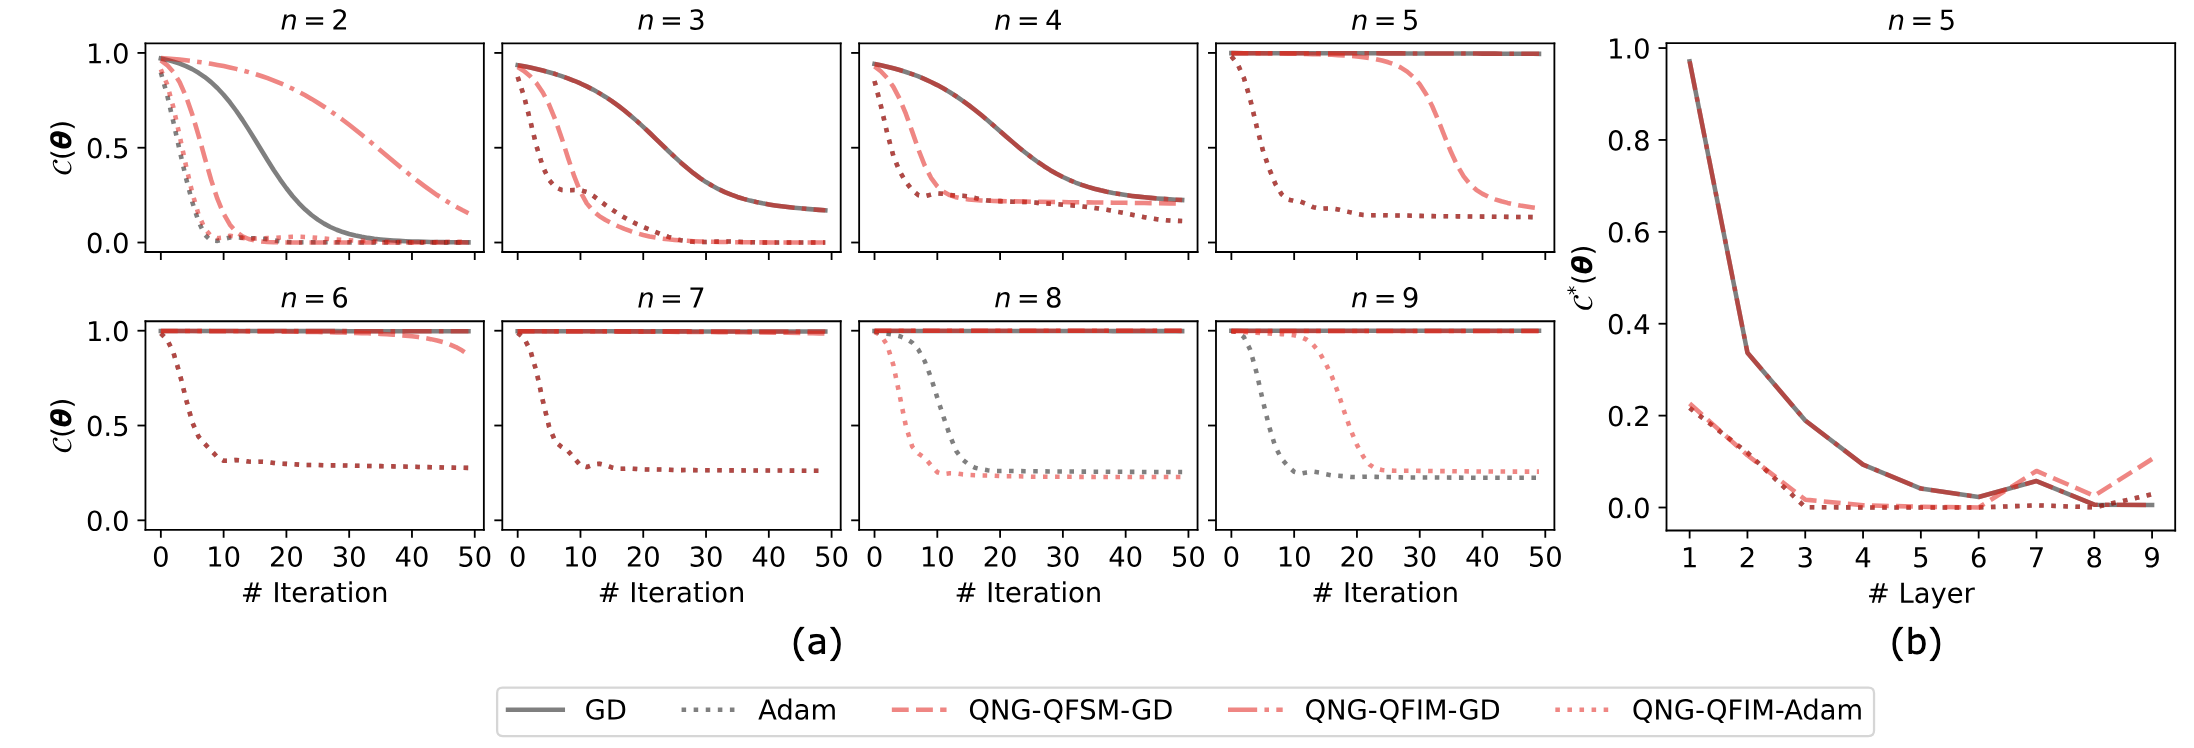 n = 2 n = 3 n = 4 n = 5 n = 5
1.0
0.5
0.0
𝒞(θ)
n = 6 n = 7 n = 8 n = 9
1.0
0.5
0.0
𝒞(θ)
0 10 20 30 40 50 0 10 20 30 40 50 0 10 20 30 40 50 0 10 20 30 40 50
# Iteration # Iteration # Iteration # Iteration
(a)
1.0
0.8
0.6
0.4
0.2
0.0
𝒞*(θ)
1 2 3 4 5 6 7 8 9
# Layer
(b)
GD Adam QNG-QFSM-GD QNG-QFIM-GD QNG-QFIM-Adam